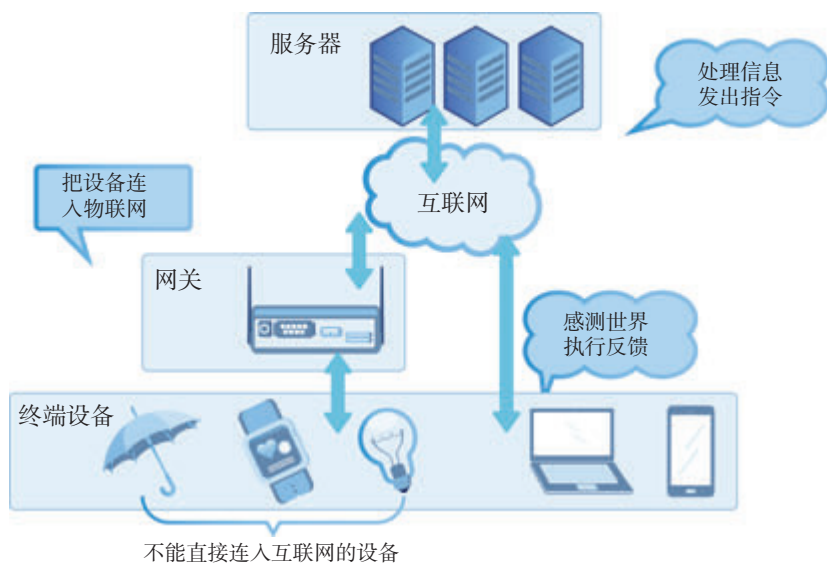 服务器
处理信息
发出指令
把设备连
入物联网
互联网
网关
感测世界
执行反馈
终端设备
不能直接连入互联网的设备